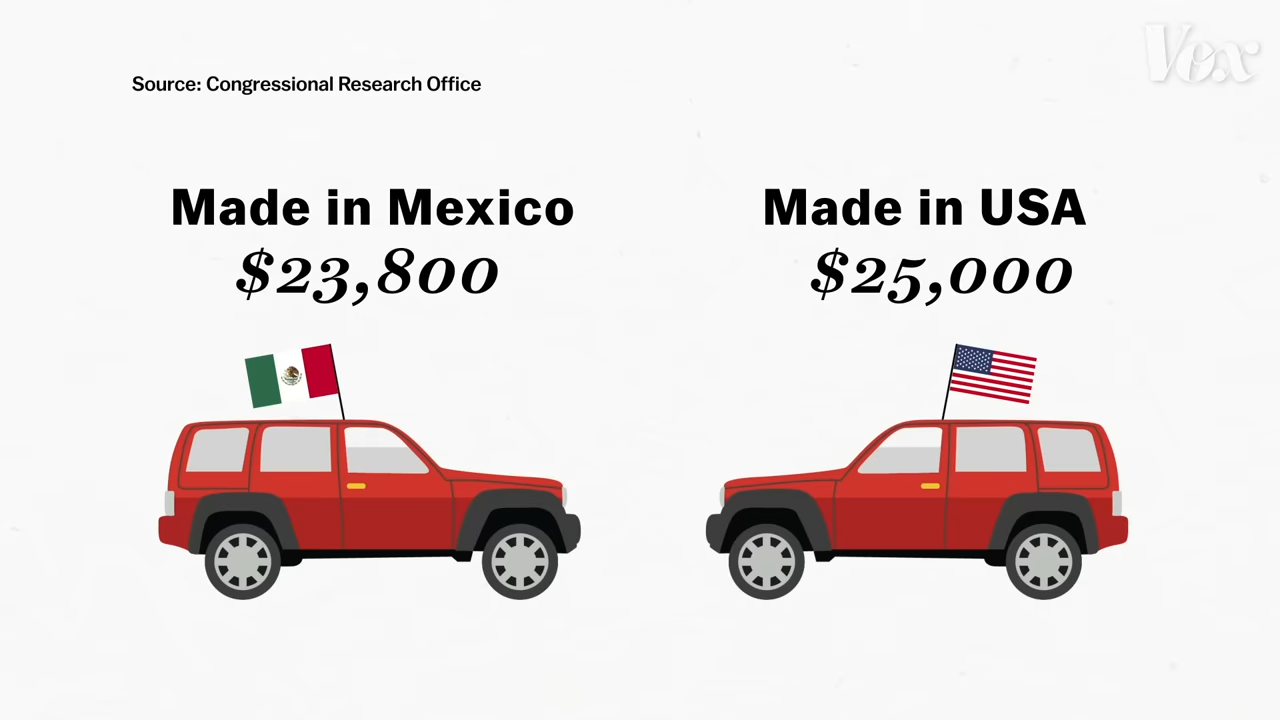 Vox
Source: Congressional Research Office
Made in Mexico
$23,800
Made in USA
$25,000